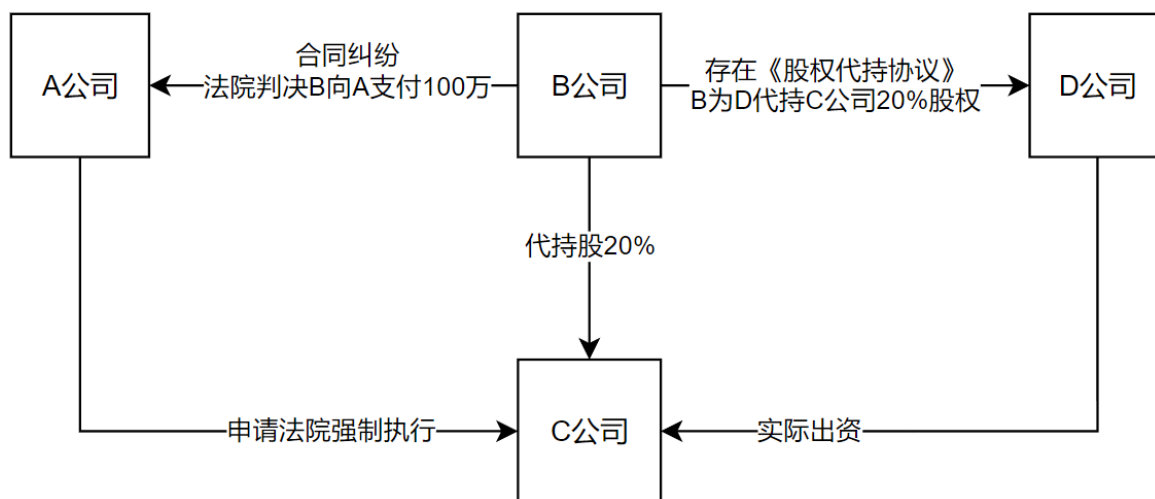 A公司
合同纠纷
法院判决B向A支付100万
B公司
存在《股权代持协议》
B为D代持C公司20%股权
D公司
代持股20%
申请法院强制执行
C公司
实际出资